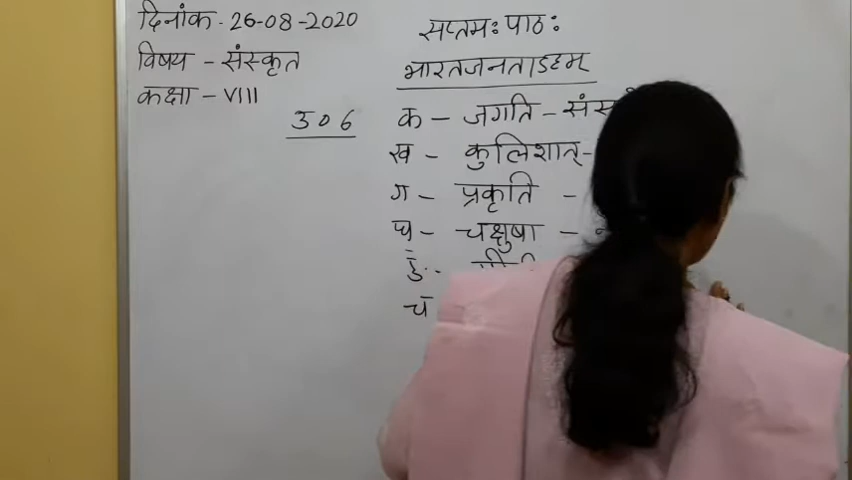 दिनांक - 26-08-2020
विषय - संस्कृत
कक्षा - VIII
306
सप्तमः पाठः
भारतजनताऽहम्
क - जगति -
ख - कुलिशात् -
ग - प्रकृति -
घ - चक्षुषा -
ङ
च